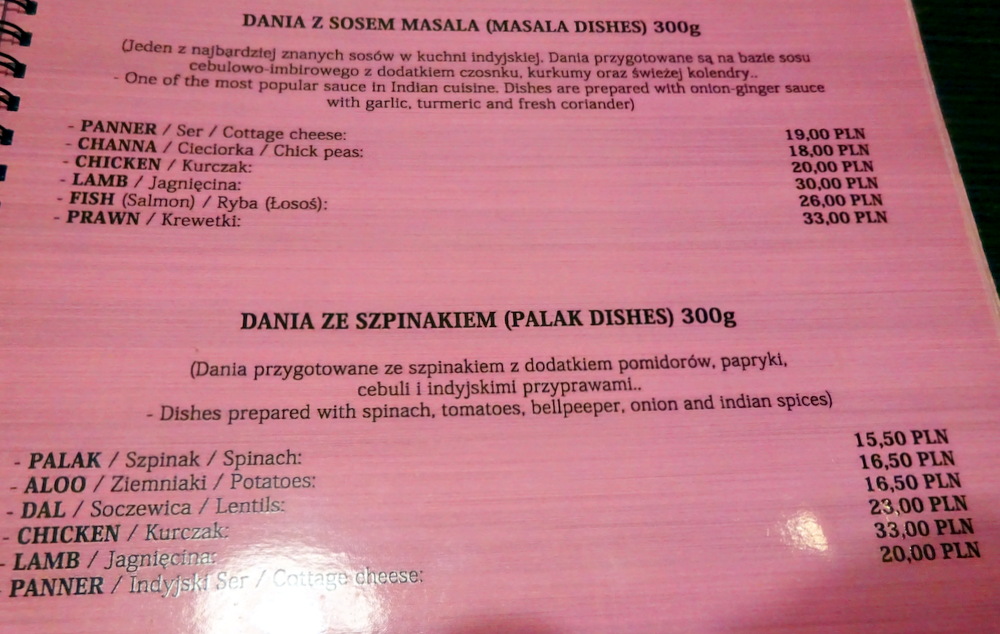 DANIA Z SOSEM MASALA (MASALA DISHES) 300g
(Jeden z najbardziej znanych sosów w kuchni indyjskiej. Dania przygotowane są na bazie sosu
cebulowo-imbirowego z dodatkiem czosnku, kurkumy oraz świeżej kolendry..
- One of the most popular sauce in Indian cuisine. Dishes are prepared with onion-ginger sauce
with garlic, turmeric and fresh coriander)
- PANNER / Ser / Cottage cheese: 19,00 PLN
- CHANNA / Cieciorka / Chick peas: 18,00 PLN
- CHICKEN / Kurczak: 20,00 PLN
- LAMB / Jagnięcina: 30,00 PLN
- FISH (Salmon) / Ryba (Łosoś): 26,00 PLN
- PRAWN / Krewetki: 33,00 PLN
DANIA ZE SZPINAKIEM (PALAK DISHES) 300g
(Dania przygotowane ze szpinakiem z dodatkiem pomidorów, papryki,
cebuli i indyjskimi przyprawami..
- Dishes prepared with spinach, tomatoes, bellpeeper, onion and indian spices)
- PALAK / Szpinak / Spinach: 15,50 PLN
- ALOO / Ziemniaki / Potatoes: 16,50 PLN
- DAL / Soczewica / Lentils: 16,50 PLN
- CHICKEN / Kurczak: 23,00 PLN
- LAMB / Jagnięcina: 33,00 PLN
- PANNER / Indyjski Ser / Cottage cheese: 20,00 PLN